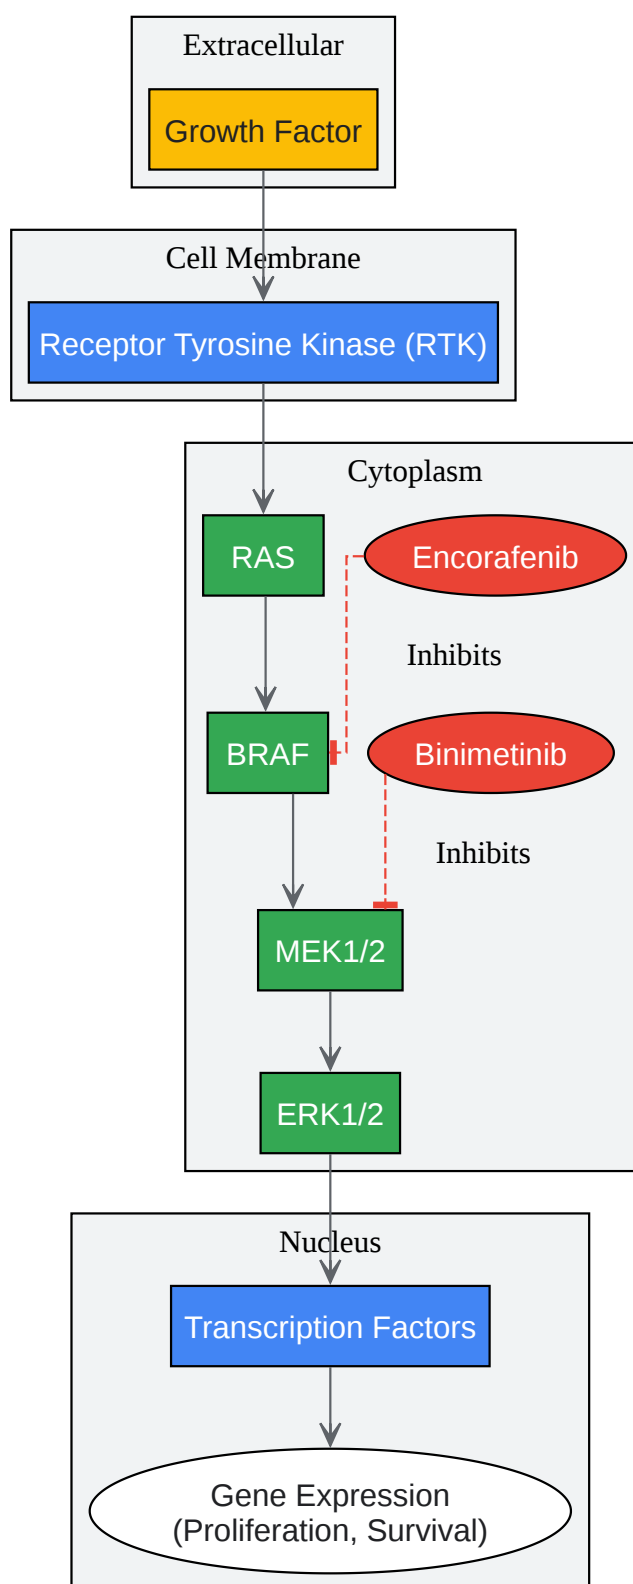 Extracellular
Growth Factor
Cell Membrane
Receptor Tyrosine Kinase (RTK)
Cytoplasm
RAS
Encorafenib
Inhibits
BRAF
Binimetinib
Inhibits
MEK1/2
ERK1/2
Nucleus
Transcription Factors
Gene Expression
(Proliferation, Survival)